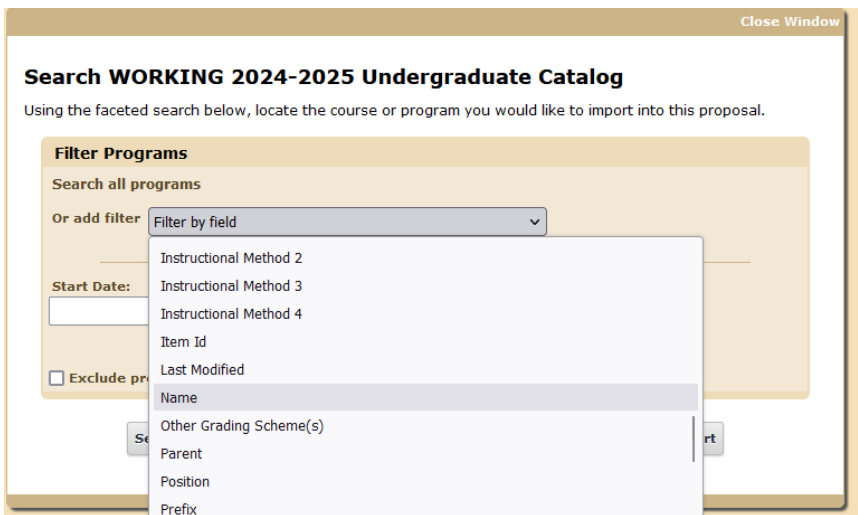 Close Window
Search WORKING 2024-2025 Undergraduate Catalog
Using the faceted search below, locate the course or program you would like to import into this proposal.
Filter Programs
Search all programs
Or add filter Filter by field
Instructional Method 2
Instructional Method 3
Start Date:
Instructional Method 4
Item Id
Last Modified
Exclude pr
Name
Other Grading Scheme(s)
Se
rt
Parent
Position
Prefix